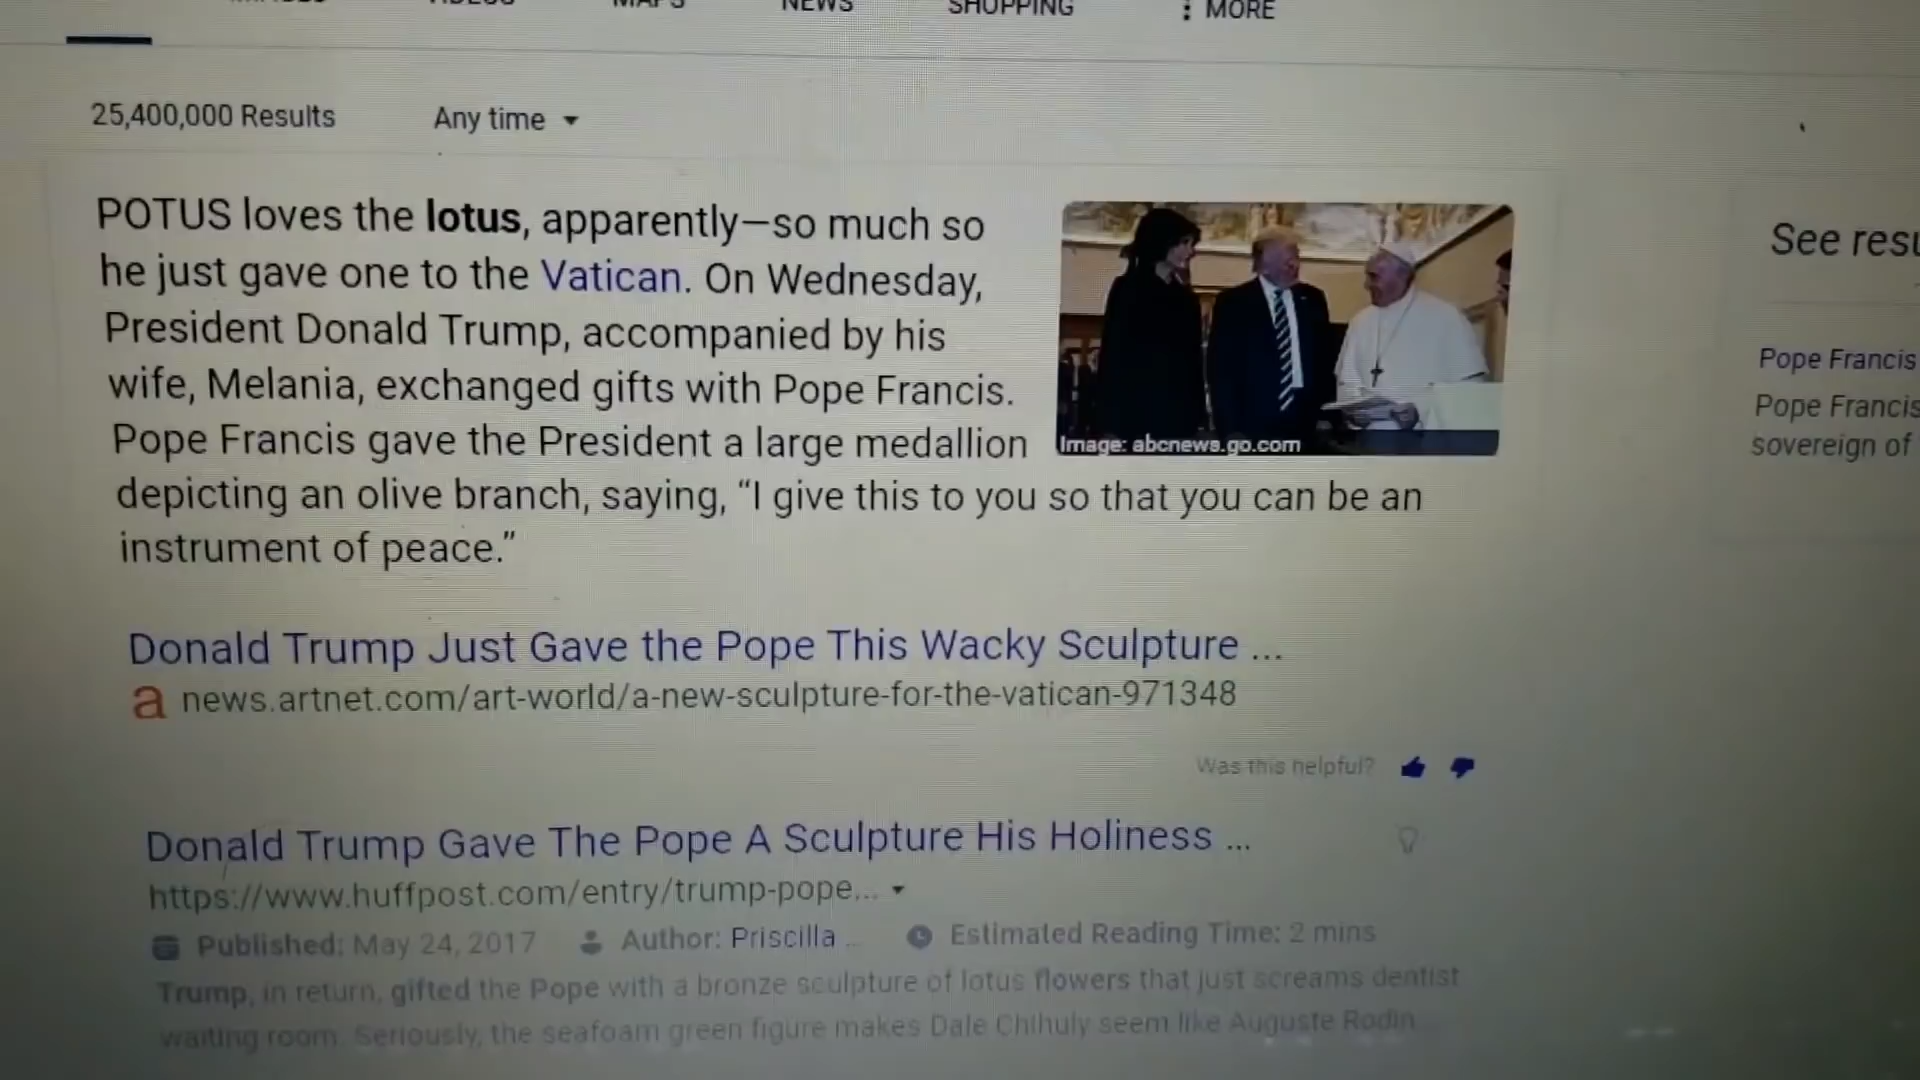 VIDEOS MAPS NEWS SHOPPING MORE
25,400,000 Results Any time
POTUS loves the lotus, apparently—so much so
he just gave one to the Vatican. On Wednesday,
President Donald Trump, accompanied by his
wife, Melania, exchanged gifts with Pope Francis.
Pope Francis gave the President a large medallion
depicting an olive branch, saying, “I give this to you so that you can be an
instrument of peace.”
Image: abcnews.go.com
Donald Trump Just Gave the Pope This Wacky Sculpture ...
a news.artnet.com/art-world/a-new-sculpture-for-the-vatican-971348
Was this helpful?
Donald Trump Gave The Pope A Sculpture His Holiness ...
https://www.huffpost.com/entry/trump-pope...
Published: May 24, 2017 Author: Priscilla ... Estimated Reading Time: 2 mins
Trump, in return, gifted the Pope with a bronze sculpture of lotus flowers that just screams dentist
waiting room. Seriously, the seafoam green figure makes Dale Chihuly seem like Auguste Rodin
See
Pope Francis
Pope Francis
sovereign of